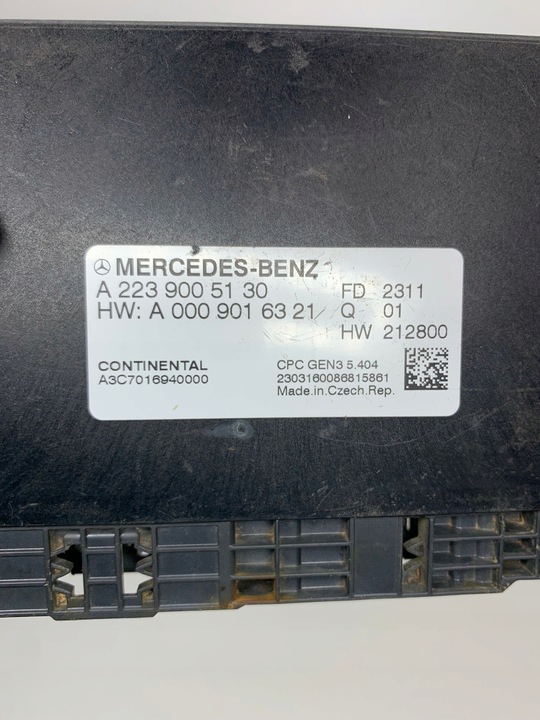 MERCEDES-BENZ
A 223 900 51 30 FD 2311
HW: A 000 901 63 21 Q 01
HW 212800
CONTINENTAL CPC GEN3 5.404
A3C7016940000 2303160086815861
Made.in.Czech.Rep.